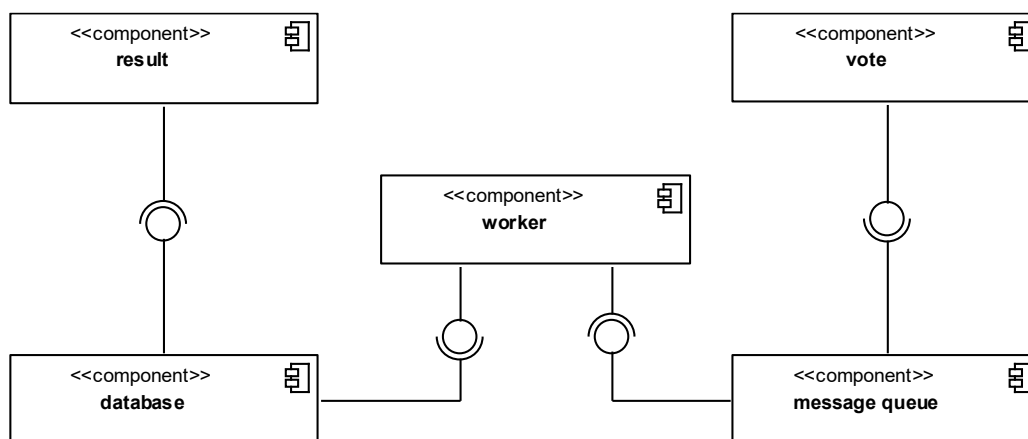 <<component>>
result
<<component>>
vote
<<component>>
worker
<<component>>
database
<<component>>
message queue